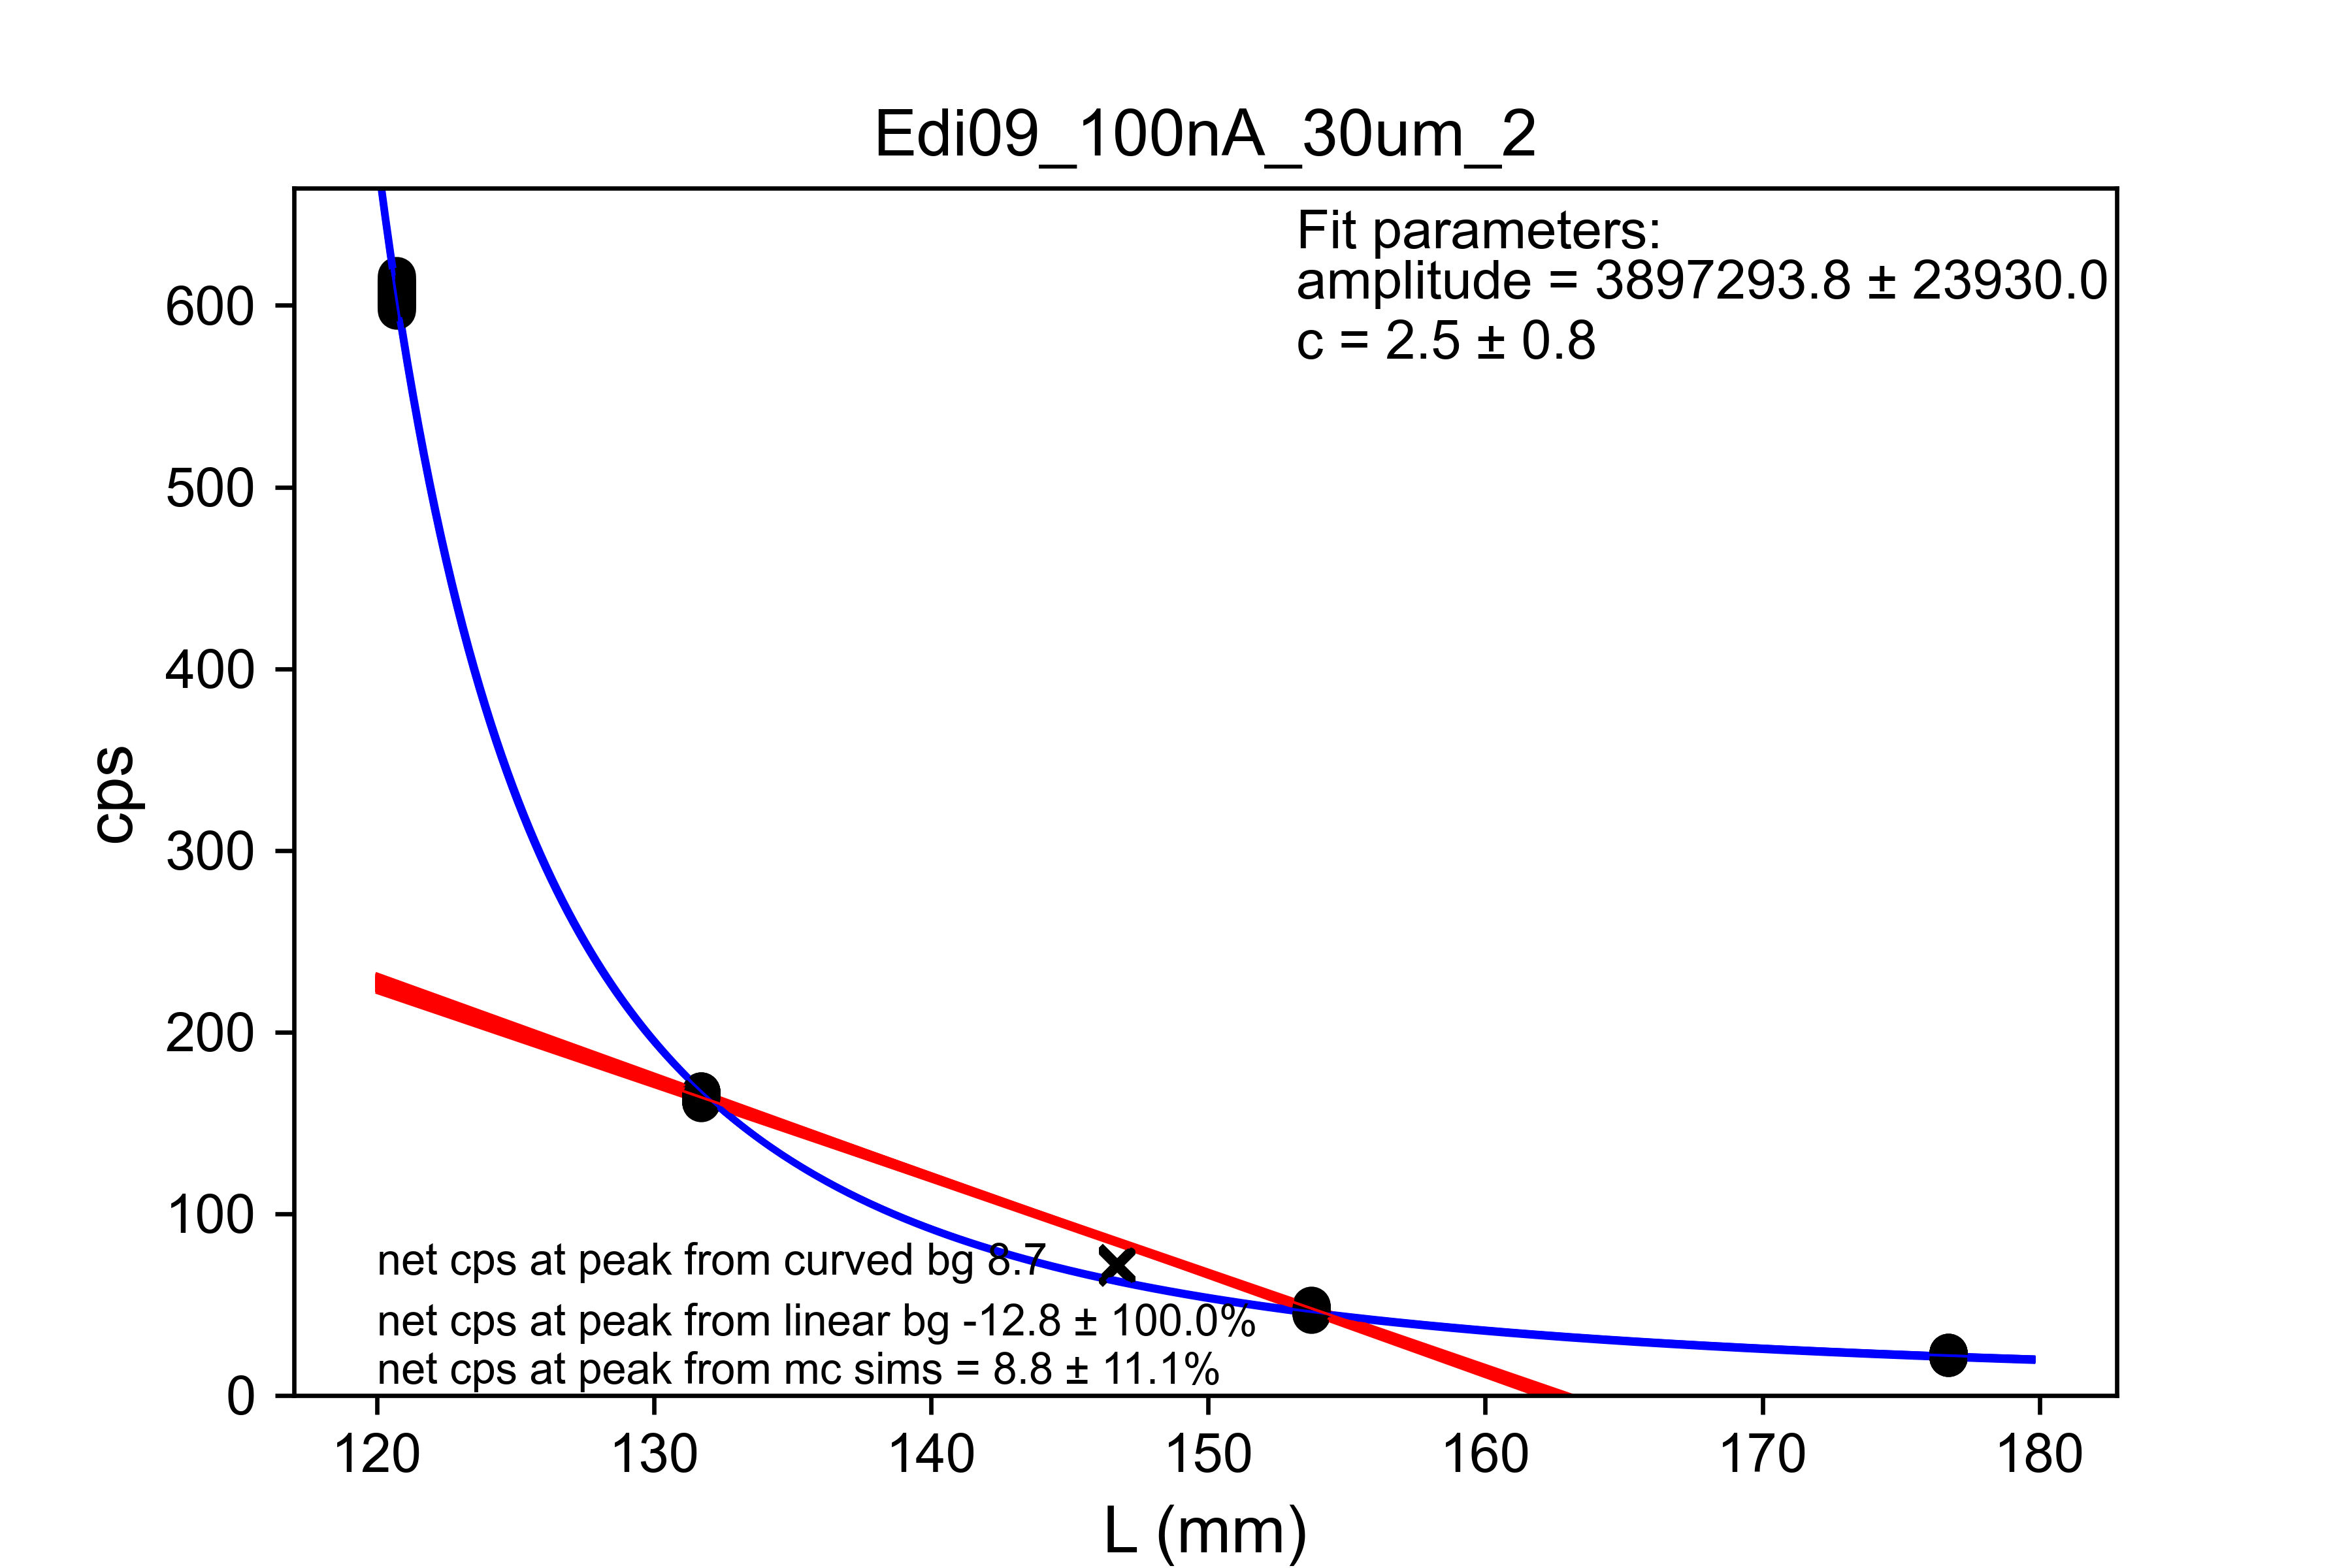 Edi09_100nA_30um_2
Fit parameters:
amplitude = 3897293.8 ± 23930.0
c = 2.5 ± 0.8
600
500
400
300
200
100
0
cps
net cps at peak from curved bg 8.7
net cps at peak from linear bg -12.8 ± 100.0%
net cps at peak from mc sims = 8.8 ± 11.1%
120 130 140 150 160 170 180
L (mm)